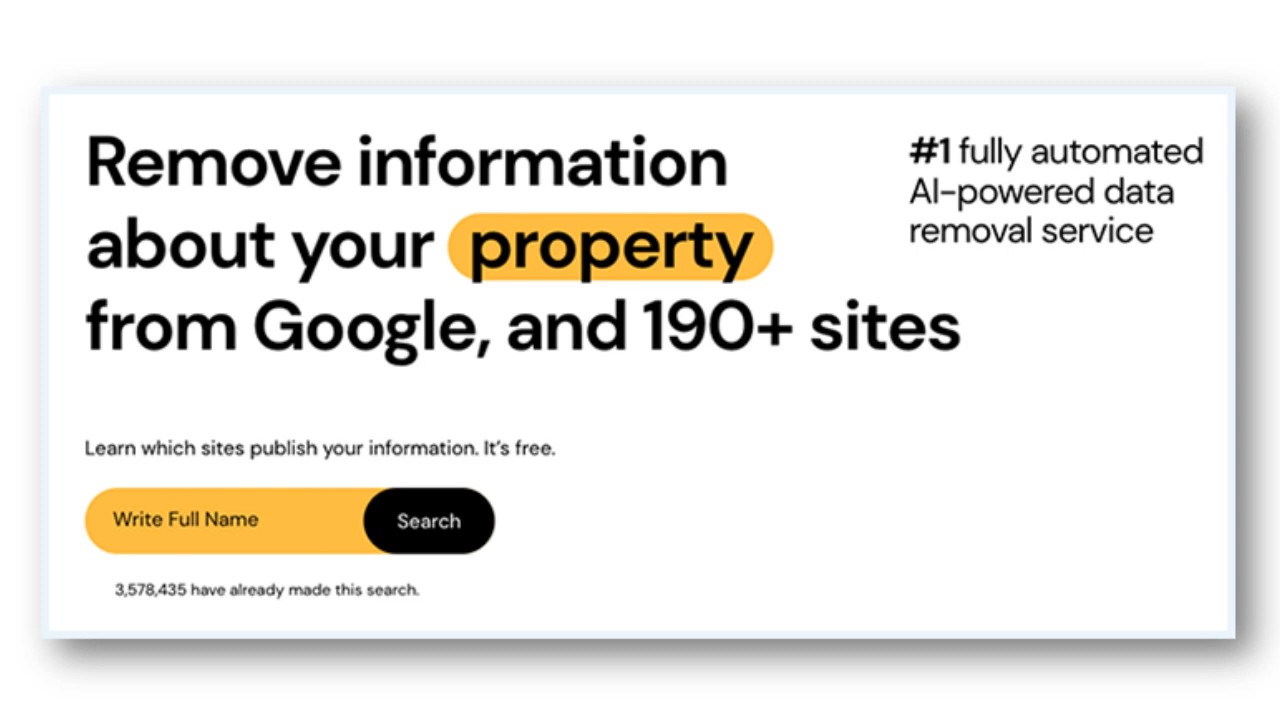 Remove information
about your property
from Google, and 190+ sites
#1 fully automated
AI-powered data
removal service
Learn which sites publish your information. It's free.
Write Full Name
Search
3,578,435 have already made this search.